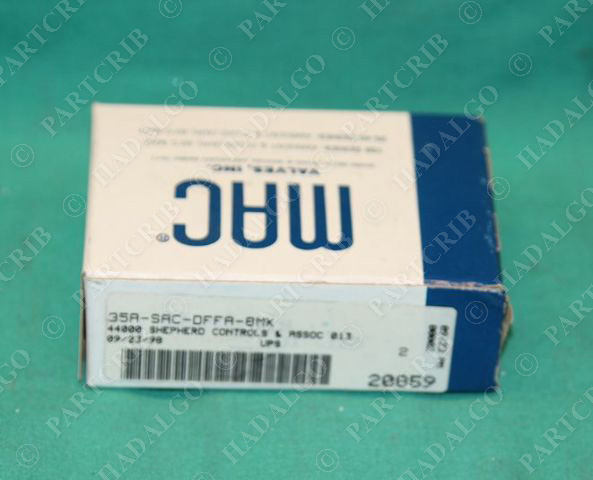 MAC
®
VALVES, INC.
35A-SAC-DFFA-BMK
44000 SHEPHERD CONTROLS & ASSOC 013
09/23/98 UPS
2
20859
© PARTCRIB
© HADALGO